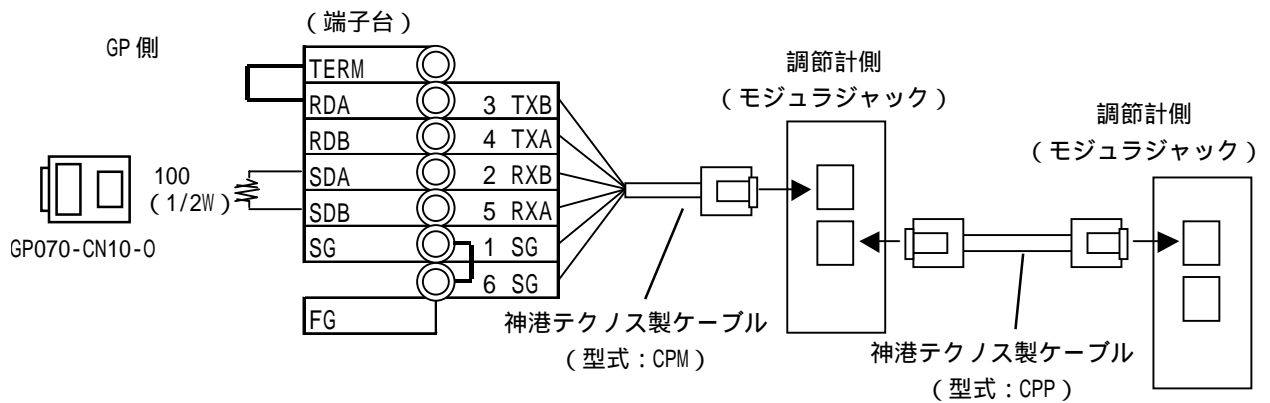 (端子台)
GP側
TERM
RDA
3 TXB
RDB
4 TXA
SDA
2 RXB
SDB
5 RXA
SG
1 SG
6 SG
FG
100
(1/2W)
GP070-CN10-O
調節計側
(モジュラジャック)
調節計側
(モジュラジャック)
神港テクノス製ケーブル
(型式：CPM)
神港テクノス製ケーブル
(型式：CPP)